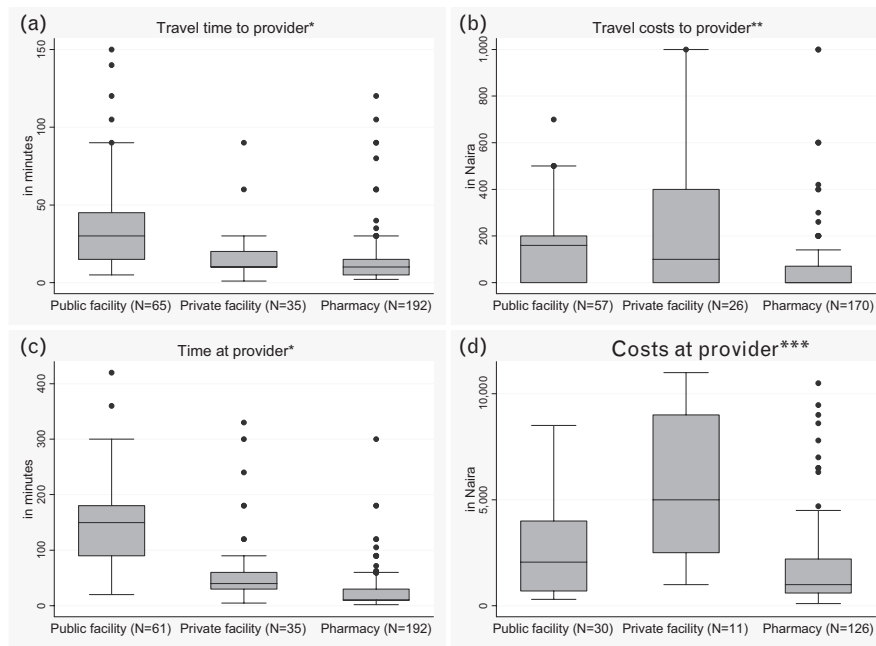 (a)
Travel time to provider*
in minutes
150
100
50
0
Public facility (N=65) Private facility (N=35) Pharmacy (N=192)
(b)
Travel costs to provider**
in Naira
1,000
800
600
400
200
0
Public facility (N=57) Private facility (N=26) Pharmacy (N=170)
(c)
Time at provider*
in minutes
400
300
200
100
0
Public facility (N=61) Private facility (N=35) Pharmacy (N=192)
(d)
Costs at provider***
in Naira
10,000
5,000
0
Public facility (N=30) Private facility (N=11) Pharmacy (N=126)